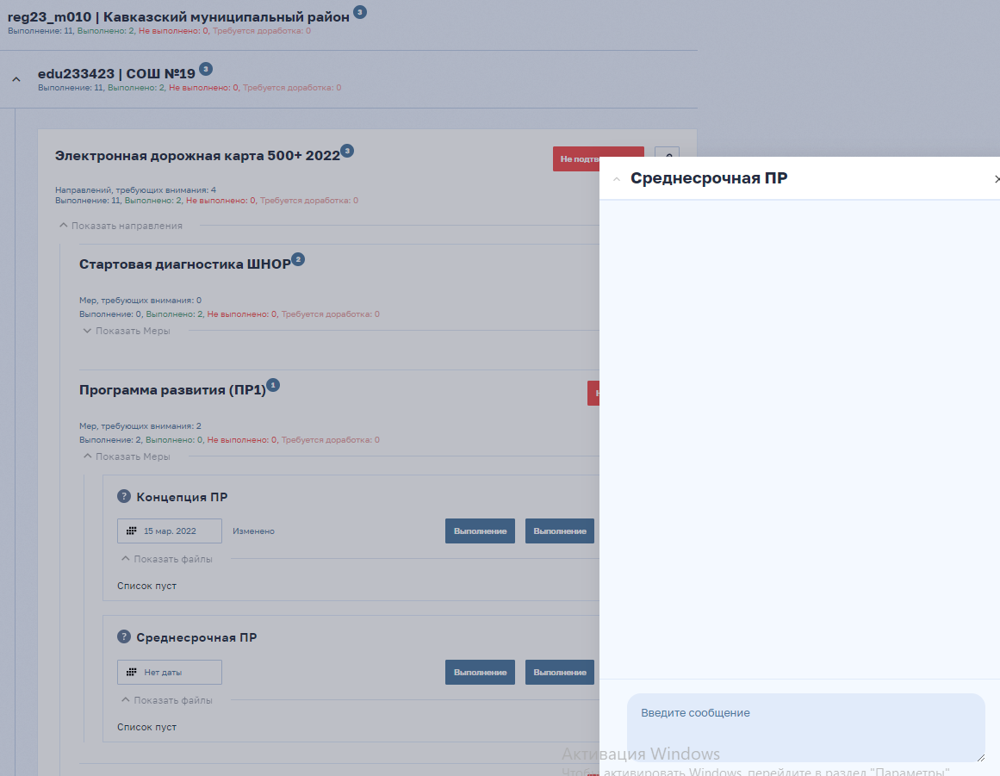 reg23_m010 | Кавказский муниципальный район 3
Выполнение: 11, Выполнено: 2, Не выполнено: 0, Требуется доработка: 0
edu233423 | СОШ №19 3
Выполнение: 11, Выполнено: 2, Не выполнено: 0, Требуется доработка: 0
Электронная дорожная карта 500+ 2022 3
Направлений, требующих внимания: 4
Выполнение: 11, Выполнено: 2, Не выполнено: 0, Требуется доработка: 0
Показать направления
Стартовая диагностика ШНОР 2
Мер, требующих внимания: 0
Выполнение: 0, Выполнено: 2, Не выполнено: 0, Требуется доработка: 0
Показать Меры
Программа развития (ПР1) 1
Мер, требующих внимания: 2
Выполнение: 2, Выполнено: 0, Не выполнено: 0, Требуется доработка: 0
Показать Меры
? Концепция ПР
15 мар. 2022 Изменено Выполнение Выполнение
Показать файлы
Список пуст
? Среднесрочная ПР
Нет даты Выполнение Выполнение
Показать файлы
Список пуст
Не подтв
Среднесрочная ПР
Введите сообщение
Активация Windows
Чтобы активировать Windows, перейдите в раздел "Параметры".